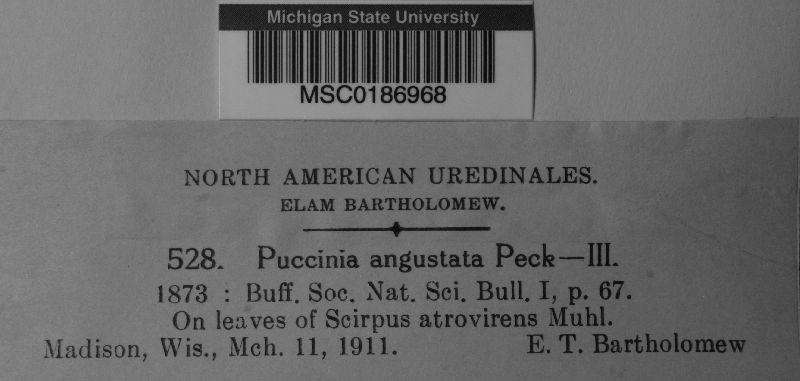 Michigan State University
MSC0186968
NORTH AMERICAN UREDINALES.
ELAM BARTHOLOMEW.
528. Puccinia angustata Peck—III.
1873 : Buff. Soc. Nat. Sci. Bull. I, p. 67.
On leaves of Scirpus atrovirens Muhl.
Madison, Wis., Mch. 11, 1911. E. T. Bartholomew